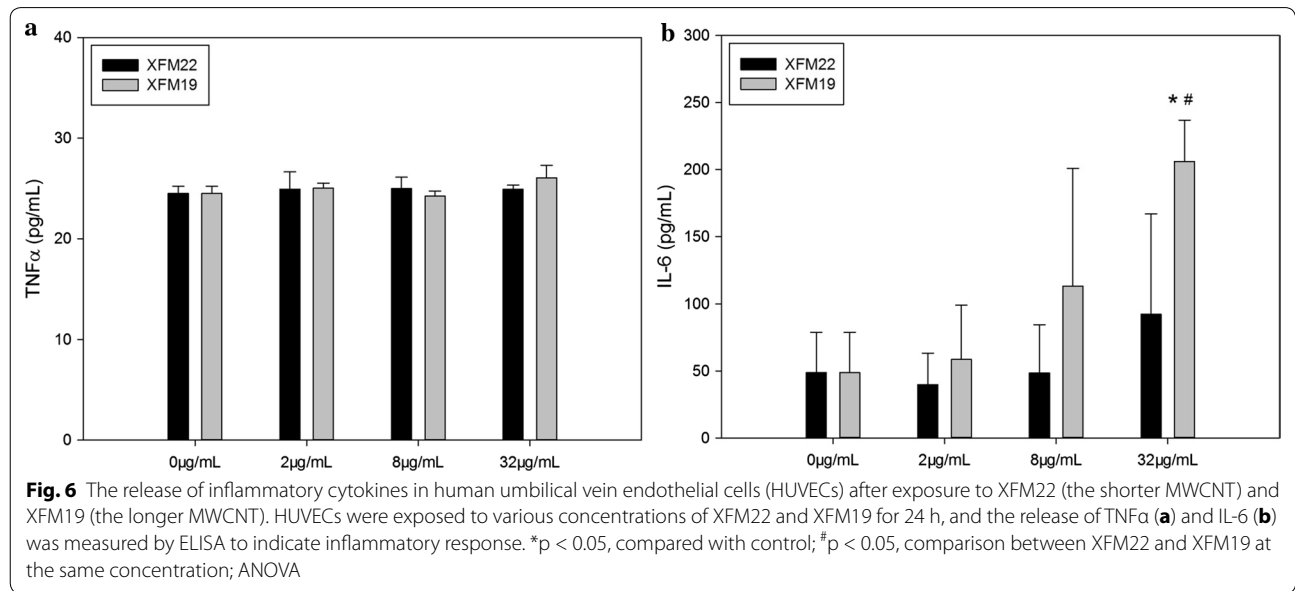 a
40
30
20
10
0
TNFα (pg/mL)
XFM22
XFM19
0µg/mL 2µg/mL 8µg/mL 32µg/mL
b
300
250
200
150
100
50
0
IL-6 (pg/mL)
XFM22
XFM19
* #
0µg/mL 2µg/mL 8µg/mL 32µg/mL
Fig. 6 The release of inflammatory cytokines in human umbilical vein endothelial cells (HUVECs) after exposure to XFM22 (the shorter MWCNT) and
XFM19 (the longer MWCNT). HUVECs were exposed to various concentrations of XFM22 and XFM19 for 24 h, and the release of TNFα (a) and IL-6 (b)
was measured by ELISA to indicate inflammatory response. *p < 0.05, compared with control; #p < 0.05, comparison between XFM22 and XFM19 at
the same concentration; ANOVA